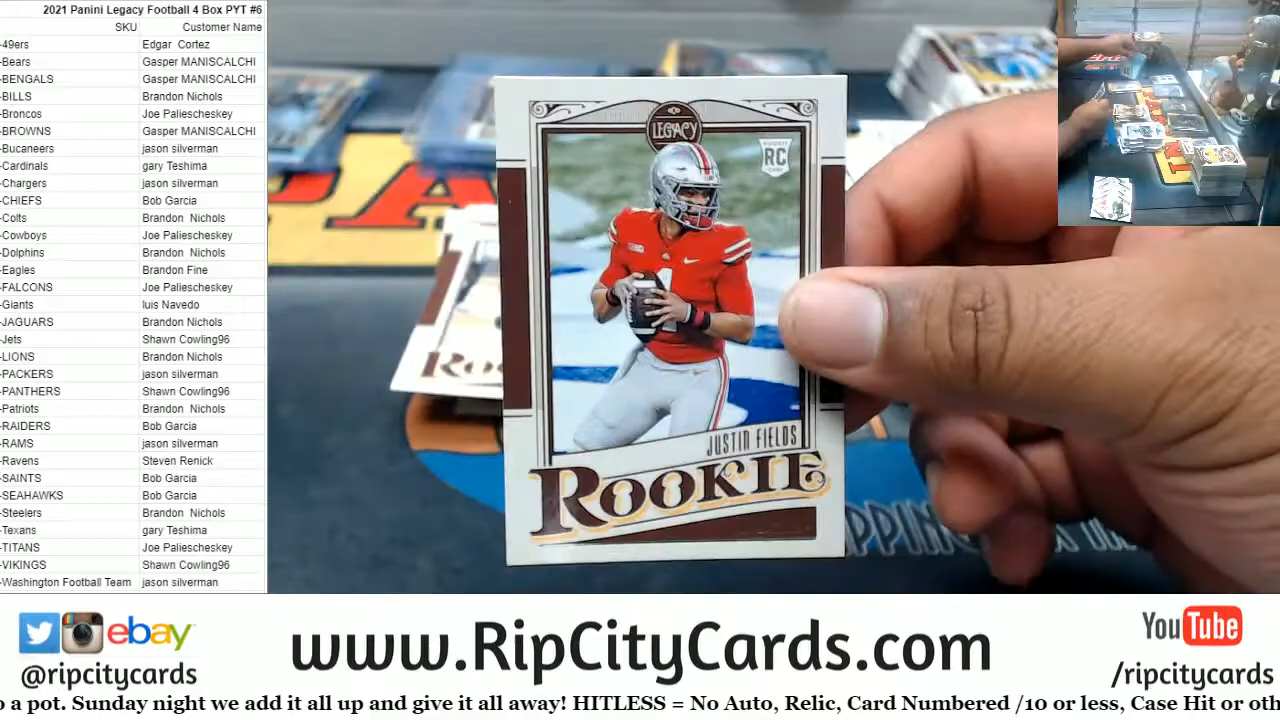 2021 Panini Legacy Football 4 Box PYT #6
SKU Customer Name
-49ers Edgar Cortez
-Bears Gasper MANISCALCHI
-BENGALS Gasper MANISCALCHI
-BILLS Brandon Nichols
-Broncos Joe Paliescheskey
-BROWNS Gasper MANISCALCHI
-Bucaneers jason silverman
-Cardinals gary Teshima
-Chargers jason silverman
-CHIEFS Bob Garcia
-Colts Brandon Nichols
-Cowboys Joe Paliescheskey
-Dolphins Brandon Nichols
-Eagles Brandon Fine
-FALCONS Joe Paliescheskey
-Giants luis Navedo
-JAGUARS Brandon Nichols
-Jets Shawn Cowling96
-LIONS Brandon Nichols
-PACKERS jason silverman
-PANTHERS Shawn Cowling96
-Patriots Brandon Nichols
-RAIDERS Bob Garcia
-RAMS jason silverman
-Ravens Steven Renick
-SAINTS Bob Garcia
-SEAHAWKS Bob Garcia
-Steelers Brandon Nichols
-Texans gary Teshima
-TITANS Joe Paliescheskey
-VIKINGS Shawn Cowling96
-Washington Football Team jason silverman
LEGACY
RC
JUSTIN FIELDS
ROOKIE
ebay
@ripcitycards
www.RipCityCards.com
YouTube
/ripcitycards
o a pot. Sunday night we add it all up and give it all away! HITLESS = No Auto, Relic, Card Numbered /10 or less, Case Hit or oth